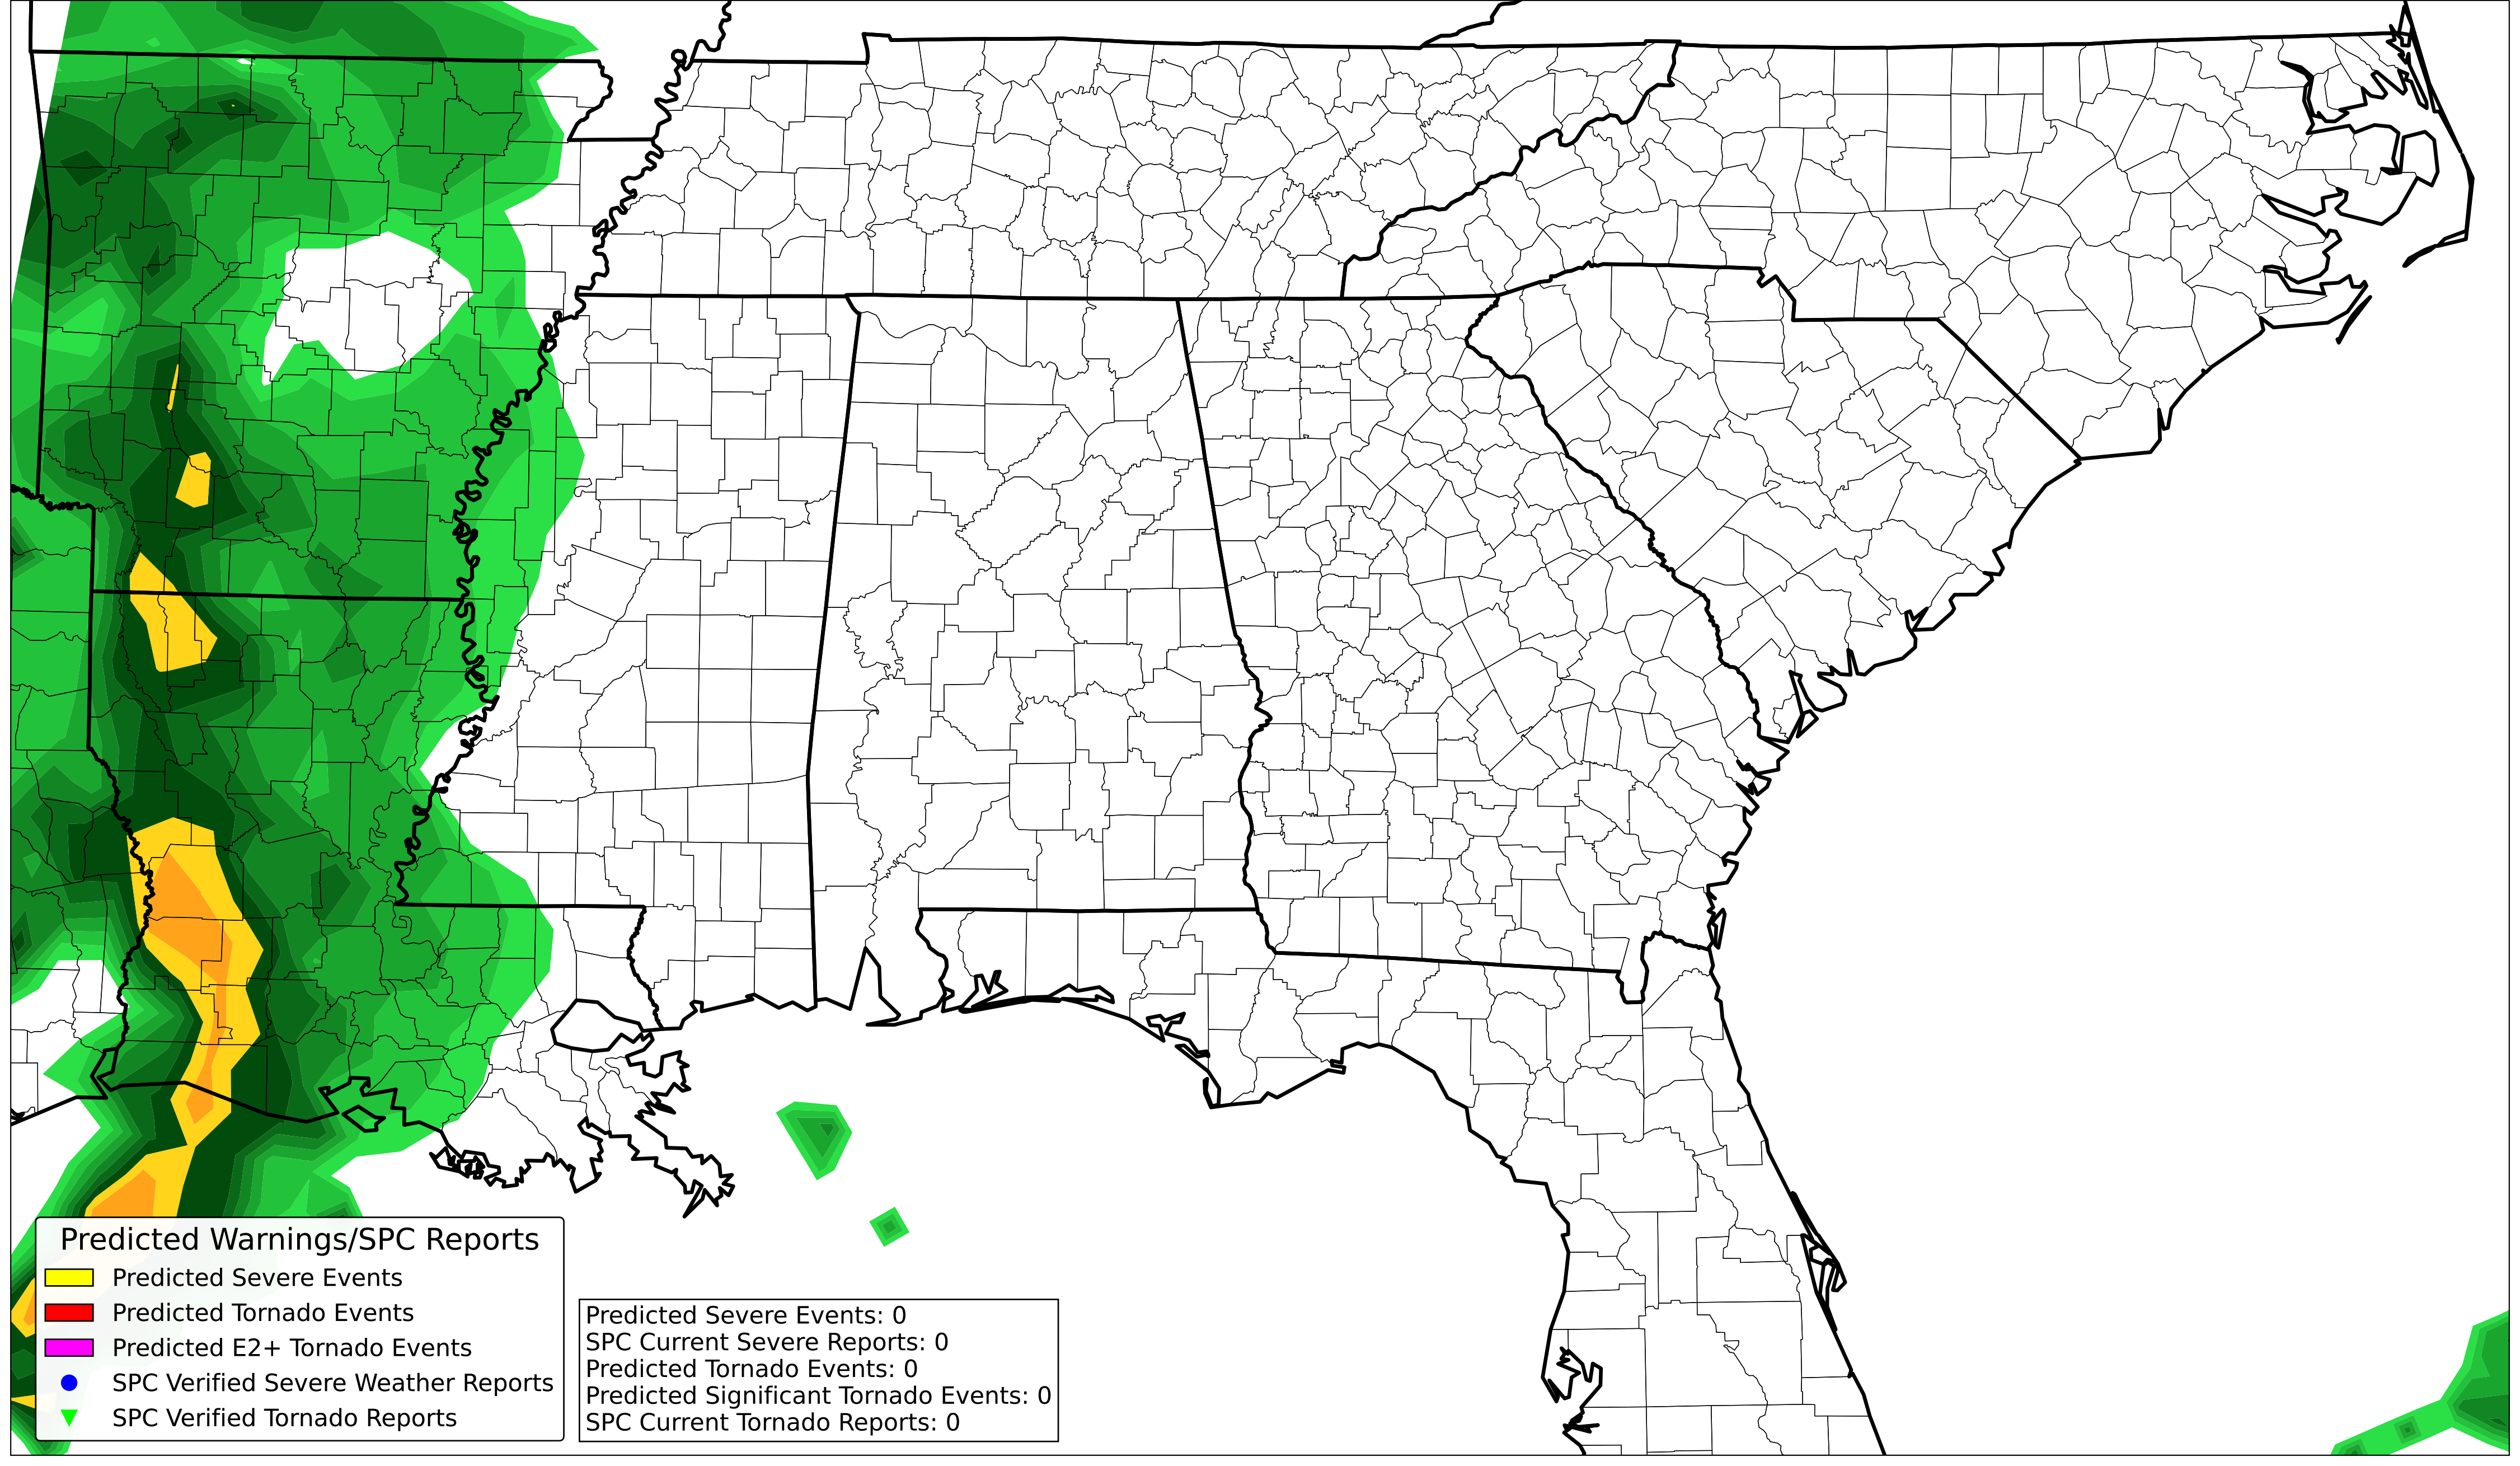 Predicted Warnings/SPC Reports
Predicted Severe Events
Predicted Tornado Events
Predicted E2+ Tornado Events
SPC Verified Severe Weather Reports
SPC Verified Tornado Reports
Predicted Severe Events: 0
SPC Current Severe Reports: 0
Predicted Tornado Events: 0
Predicted Significant Tornado Events: 0
SPC Current Tornado Reports: 0